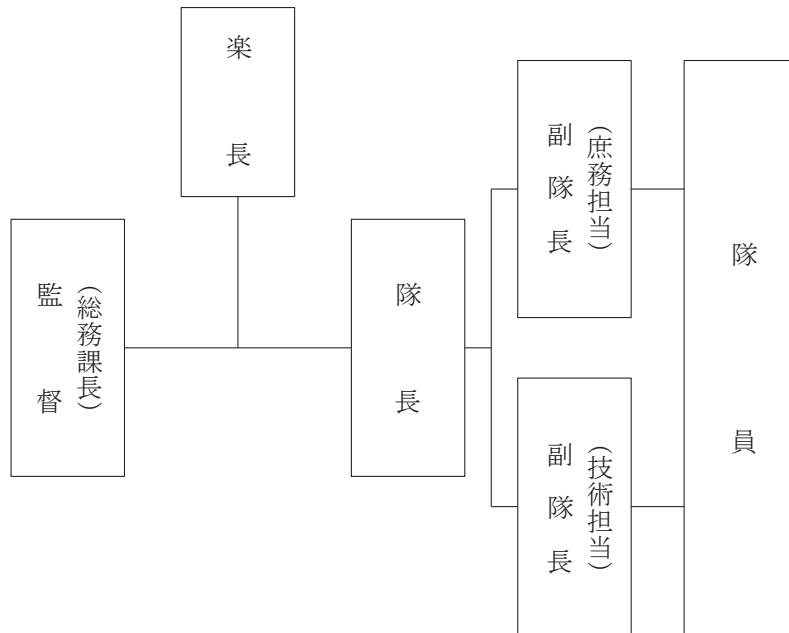 楽長
監督
(総務課長)
隊長
副隊長
(庶務担当)
副隊長
(技術担当)
隊員